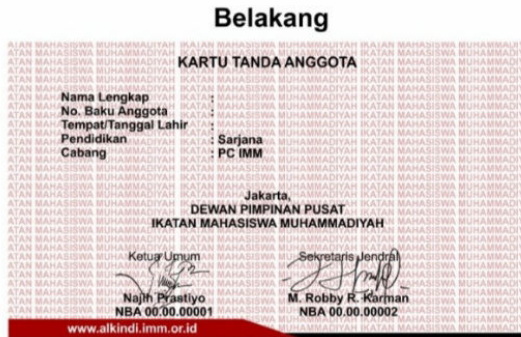 Belakang
KARTU TANDA ANGGOTA
Nama Lengkap :
No. Baku Anggota :
Tempat/Tanggal Lahir :
Pendidikan : Sarjana
Cabang : PC IMM
Jakarta,
DEWAN PIMPINAN PUSAT
IKATAN MAHASISWA MUHAMMADIYAH
Ketua Umum Sekretaris Jendral
Najih Prastiyo M. Robby R. Karman
NBA 00.00.00001 NBA 00.00.00002
www.alkindi.imm.or.id